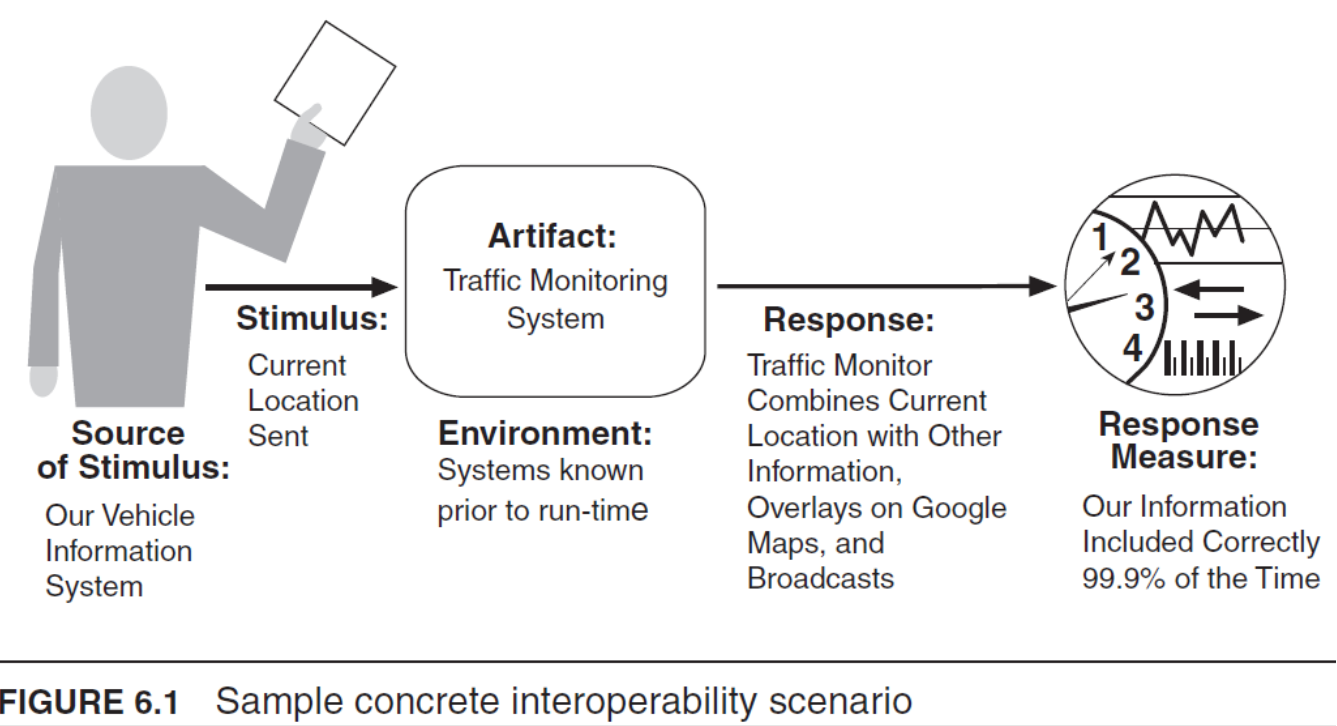 Artifact:
Traffic Monitoring
System
Stimulus:
Current
Location
Sent
Source
of Stimulus:
Our Vehicle
Information
System
Environment:
Systems known
prior to run-time
Response:
Traffic Monitor
Combines Current
Location with Other
Information,
Overlays on Google
Maps, and
Broadcasts
1
2
3
4
Response
Measure:
Our Information
Included Correctly
99.9% of the Time
FIGURE 6.1 Sample concrete interoperability scenario